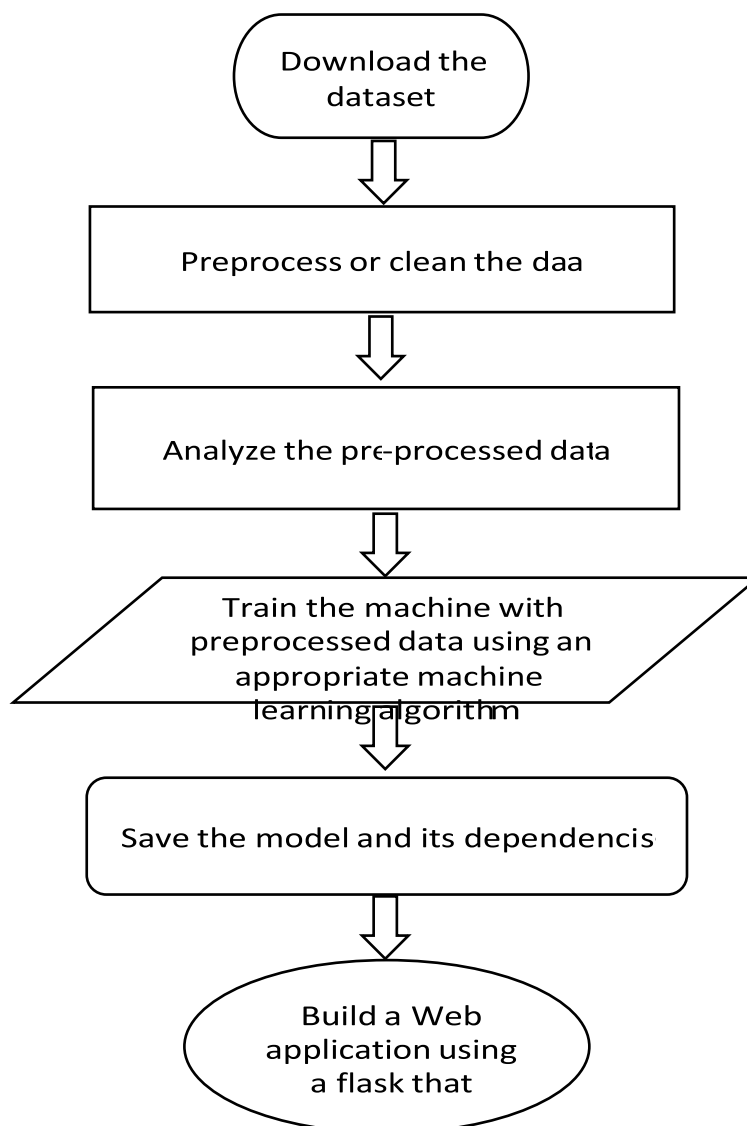 Download the
dataset
Preprocess or clean the daa
Analyze the pre-processed data
Train the machine with
preprocessed data using an
appropriate machine
learning algorithm
Save the model and its dependencis
Build a Web
application using
a flask that